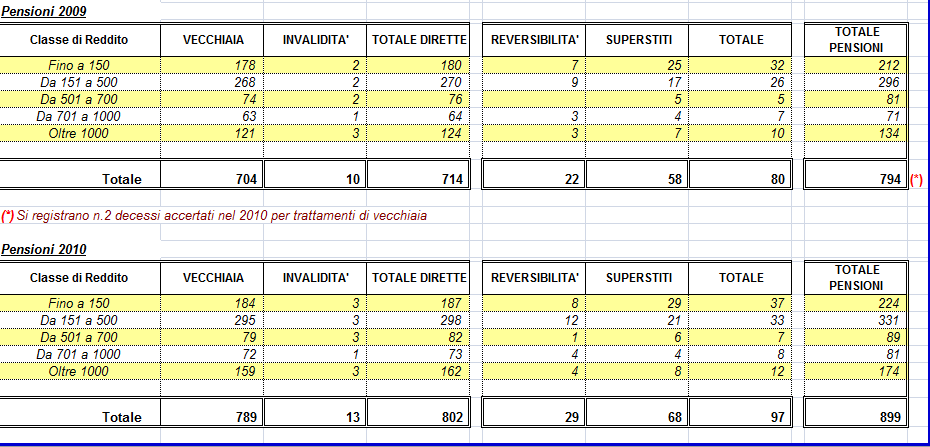 Pensioni 2009
Classe di Reddito VECCHIAIA INVALIDITA' TOTALE DIRETTE REVERSIBILITA' SUPERSTITI TOTALE TOTALE PENSIONI
Fino a 150 178 2 180 7 25 32 212
Da 151 a 500 268 2 270 9 17 26 296
Da 501 a 700 74 2 76 5 5 81
Da 701 a 1000 63 1 64 3 4 7 71
Oltre 1000 121 3 124 3 7 10 134
Totale 704 10 714 22 58 80 794 (*)
(*) Si registrano n.2 decessi accertati nel 2010 per trattamenti di vecchiaia
Pensioni 2010
Classe di Reddito VECCHIAIA INVALIDITA' TOTALE DIRETTE REVERSIBILITA' SUPERSTITI TOTALE TOTALE PENSIONI
Fino a 150 184 3 187 8 29 37 224
Da 151 a 500 295 3 298 12 21 33 331
Da 501 a 700 79 3 82 1 6 7 89
Da 701 a 1000 72 1 73 4 4 8 81
Oltre 1000 159 3 162 4 8 12 174
Totale 789 13 802 29 68 97 899